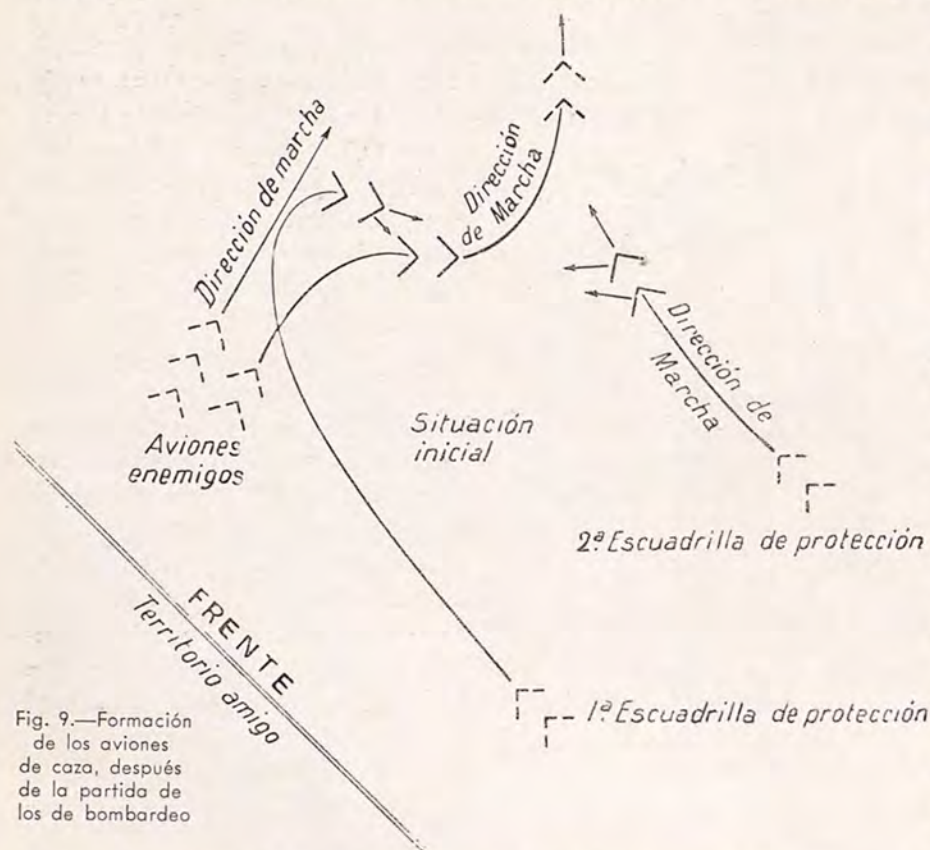 Dirección de marcha
Dirección
de Marcha
Dirección de
Marcha
Aviones
enemigos
Situación
inicial
2ª Escuadrilla de protección
FRENTE
Territorio amigo
1ª Escuadrilla de protección
Fig. 9.—Formación
de los aviones
de caza, después
de la partida de
los de bombardeo